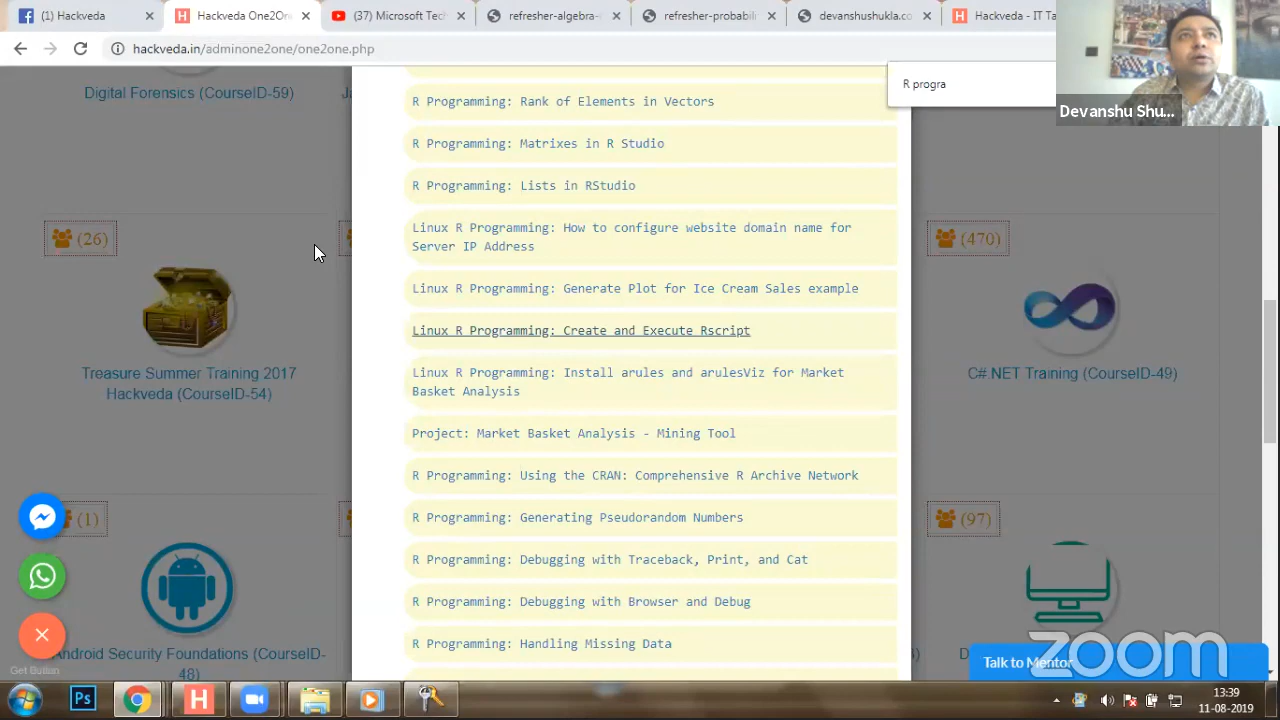 (1) Hackveda
Hackveda One2On
(37) Microsoft Tech
refresher-algebra-
refresher-probabili
devanshushukla.co
Hackveda - IT Ta
hackveda.in/adminone2one/one2one.php
R progra
Devanshu Shu...
Digital Forensics (CourseID-59)
R Programming: Rank of Elements in Vectors
R Programming: Matrixes in R Studio
R Programming: Lists in RStudio
Linux R Programming: How to configure website domain name for
Server IP Address
Linux R Programming: Generate Plot for Ice Cream Sales example
Linux R Programming: Create and Execute Rscript
Linux R Programming: Install arules and arulesViz for Market
Basket Analysis
Project: Market Basket Analysis - Mining Tool
R Programming: Using the CRAN: Comprehensive R Archive Network
R Programming: Generating Pseudorandom Numbers
R Programming: Debugging with Traceback, Print, and Cat
R Programming: Debugging with Browser and Debug
R Programming: Handling Missing Data
(26)
Treasure Summer Training 2017
Hackveda (CourseID-54)
(470)
C#.NET Training (CourseID-49)
(1)
Android Security Foundations (CourseID-
48)
(97)
Get Button
Talk to Mentor
zoom
Ps
H
13:39
11-08-2019